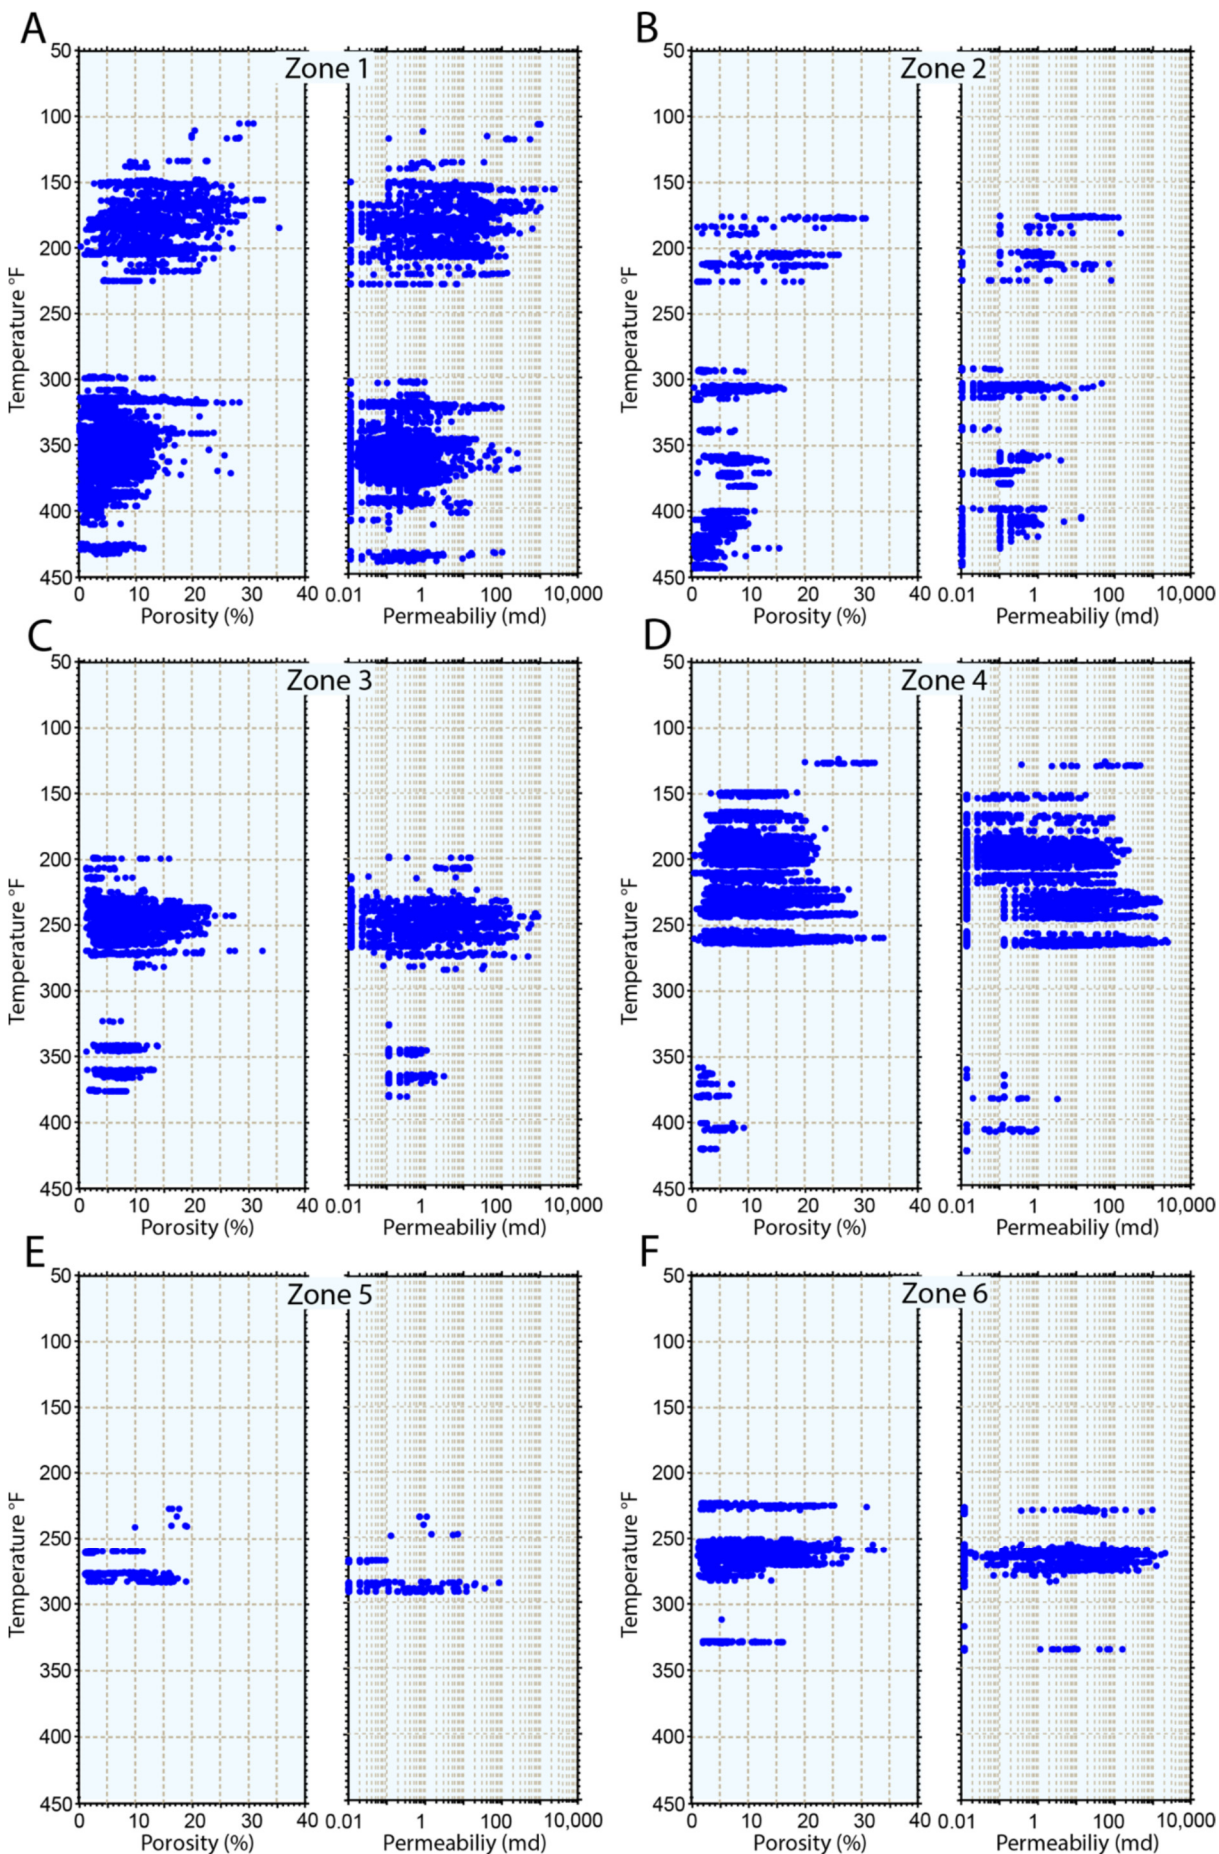 A
B
Zone 1
Zone 2
50
100
150
200
250
300
350
400
450
Temperature °F
0 10 20 30 40
Porosity (%)
0.01 1 100 10,000
Permeabiliy (md)
50
100
150
200
250
300
350
400
450
Temperature °F
0 10 20 30 40
Porosity (%)
0.01 1 100 10,000
Permeabiliy (md)
C
D
Zone 3
Zone 4
50
100
150
200
250
300
350
400
450
Temperature °F
0 10 20 30 40
Porosity (%)
0.01 1 100 10,000
Permeabiliy (md)
50
100
150
200
250
300
350
400
450
Temperature °F
0 10 20 30 40
Porosity (%)
0.01 1 100 10,000
Permeabiliy (md)
E
F
Zone 5
Zone 6
50
100
150
200
250
300
350
400
450
Temperature °F
0 10 20 30 40
Porosity (%)
0.01 1 100 10,000
Permeabiliy (md)
50
100
150
200
250
300
350
400
450
Temperature °F
0 10 20 30 40
Porosity (%)
0.01 1 100 10,000
Permeabiliy (md)